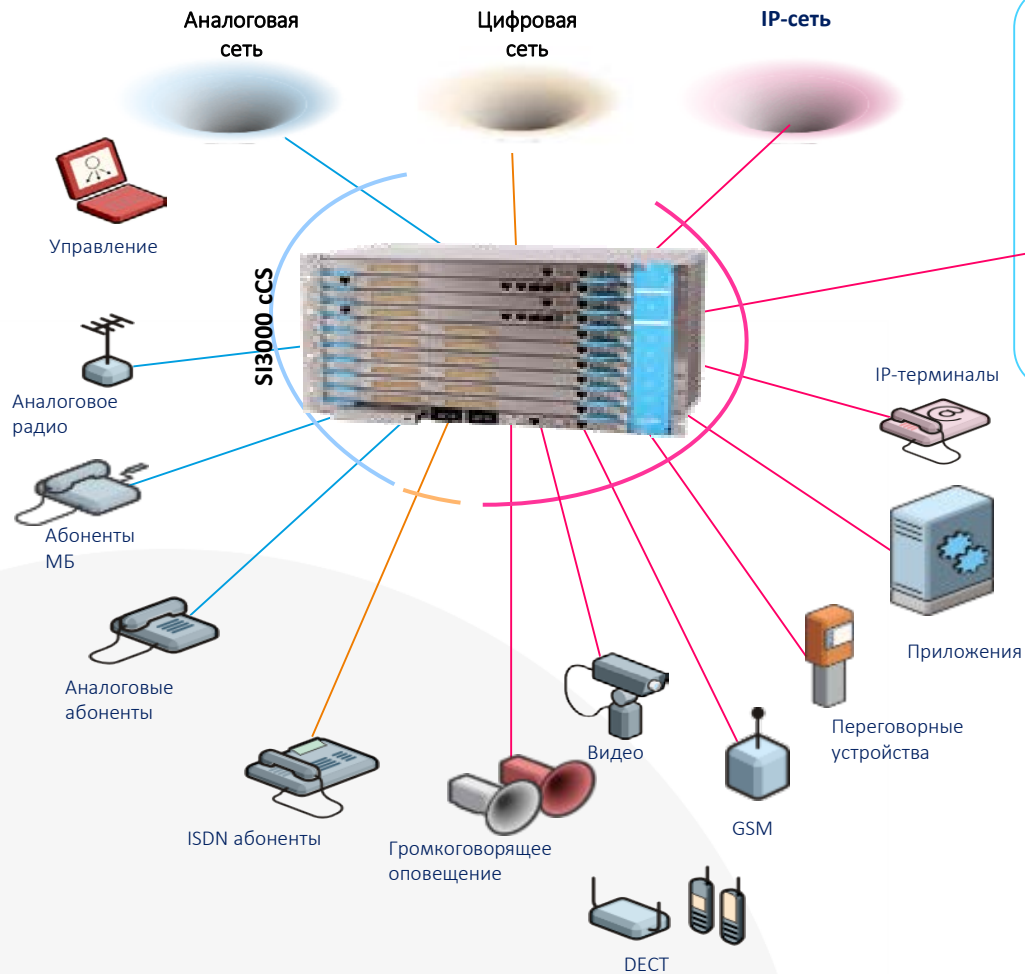 Аналоговая
сеть
Цифровая
сеть
IP-сеть
Управление
SI3000 cCS
Аналоговое
радио
IP-терминалы
Абоненты
МБ
Приложения
Аналоговые
абоненты
Переговорные
устройства
Видео
ISDN абоненты
GSM
Громкоговорящее
оповещение
DECT